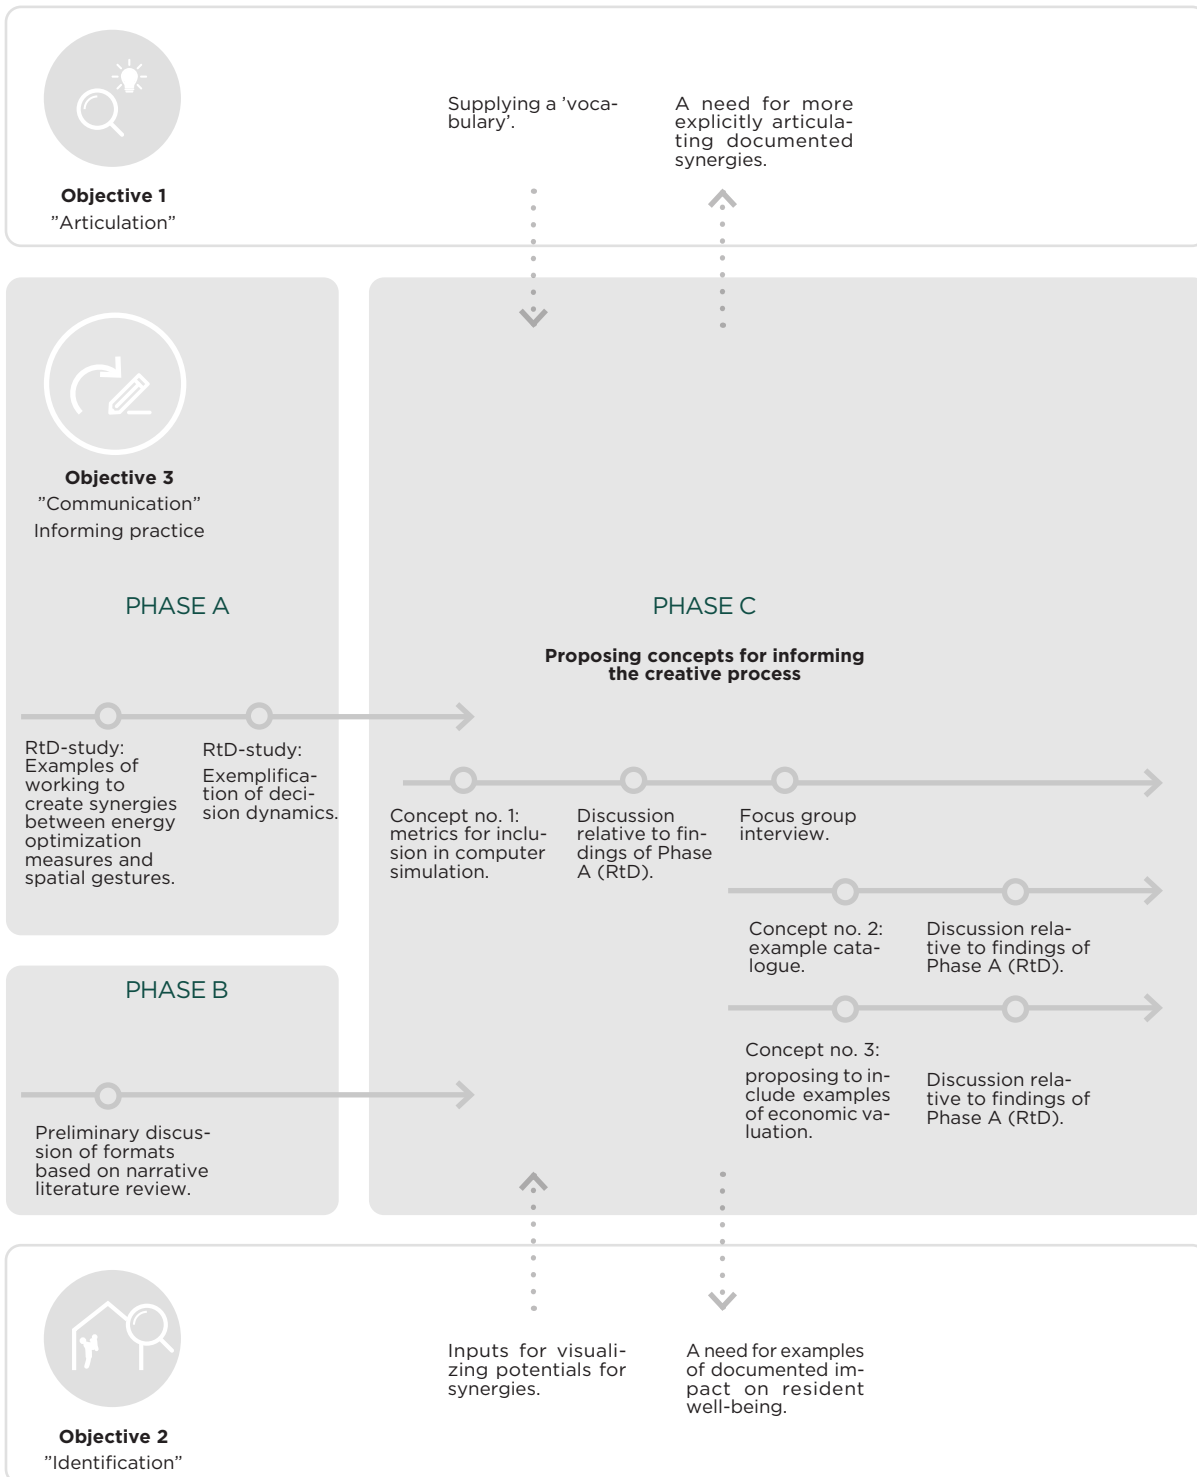 Objective 1
”Articulation”
Supplying a ’voca-
bulary’.
A need for more
explicitly articula-
ting documented
synergies.
Objective 3
”Communication”
Informing practice
PHASE A
RtD-study:
Examples of
working to
create synergies
between energy
optimization
measures and
spatial gestures.
RtD-study:
Exemplifica-
tion of deci-
sion dynamics.
PHASE B
Preliminary discus-
sion of formats
based on narrative
literature review.
PHASE C
Proposing concepts for informing
the creative process
Concept no. 1:
metrics for inclu-
sion in computer
simulation.
Discussion
relative to fin-
dings of Phase
A (RtD).
Focus group
interview.
Concept no. 2:
example cata-
logue.
Discussion rela-
tive to findings of
Phase A (RtD).
Concept no. 3:
proposing to in-
clude examples
of economic va-
luation.
Discussion rela-
tive to findings of
Phase A (RtD).
Objective 2
”Identification”
Inputs for visuali-
zing potentials for
synergies.
A need for examples
of documented im-
pact on resident
well-being.